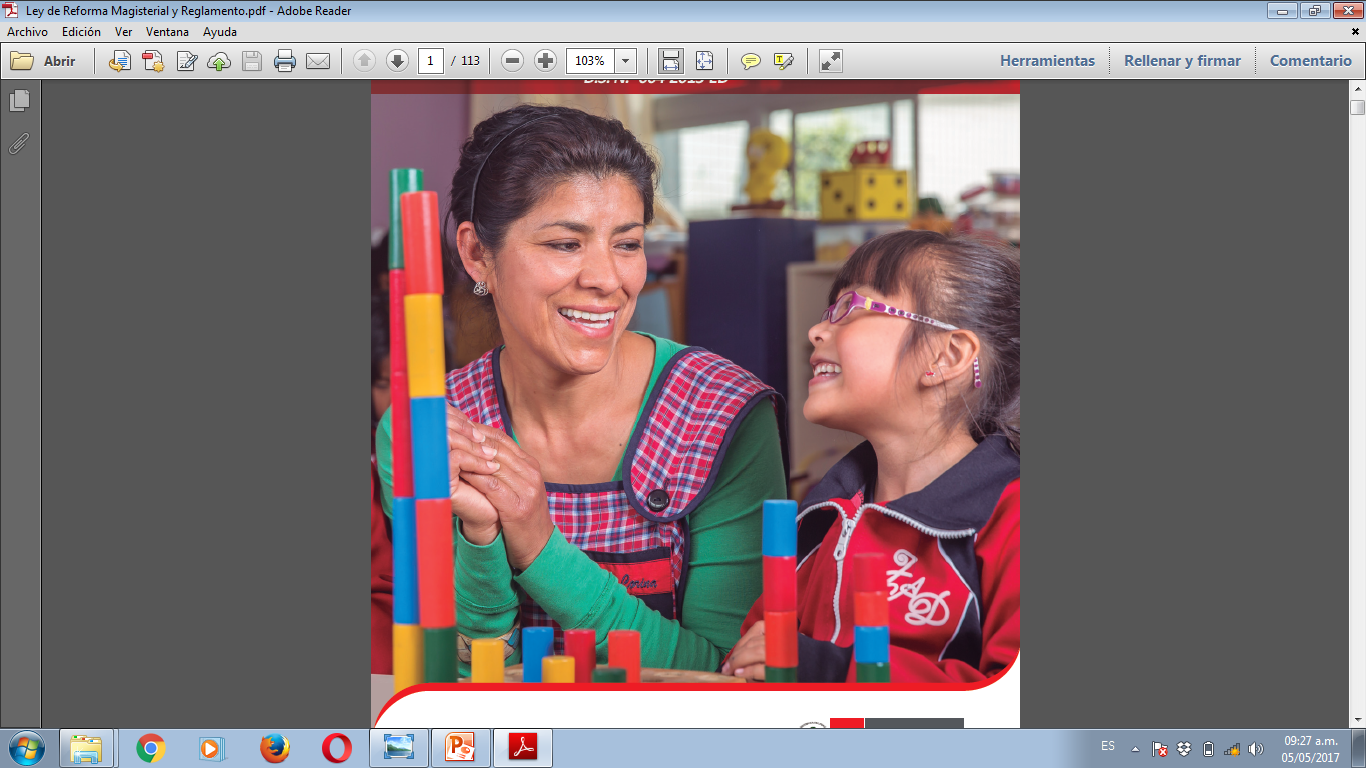 Ley de Reforma Magisterial y Reglamento.pdf - Adobe Reader
Archivo Edición Ver Ventana Ayuda
Abrir 1 / 113 103% Herramientas Rellenar y firmar Comentario
ZAD
ES 09:27 a.m.
05/05/2017